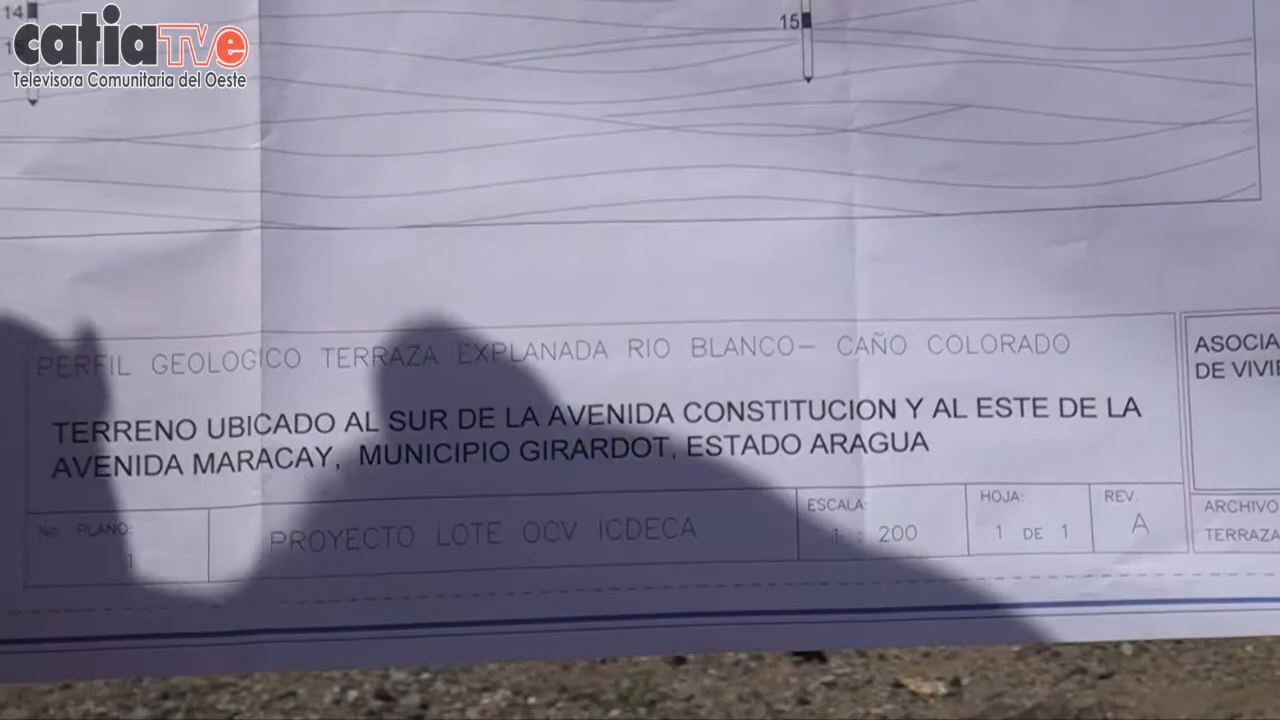 14
catiaTVe
Televisora Comunitaria del Oeste
15
PERFIL GEOLOGICO TERRAZA EXPLANADA RIO BLANCO- CAÑO COLORADO
TERRENO UBICADO AL SUR DE LA AVENIDA CONSTITUCION Y AL ESTE DE LA
AVENIDA MARACAY, MUNICIPIO GIRARDOT, ESTADO ARAGUA
No. PLANO:
1
PROYECTO LOTE OCV ICDECA
ESCALA:
1 : 200
HOJA:
1 DE 1
REV.
A
ASOCIA
DE VIVIE
ARCHIVO
TERRAZA